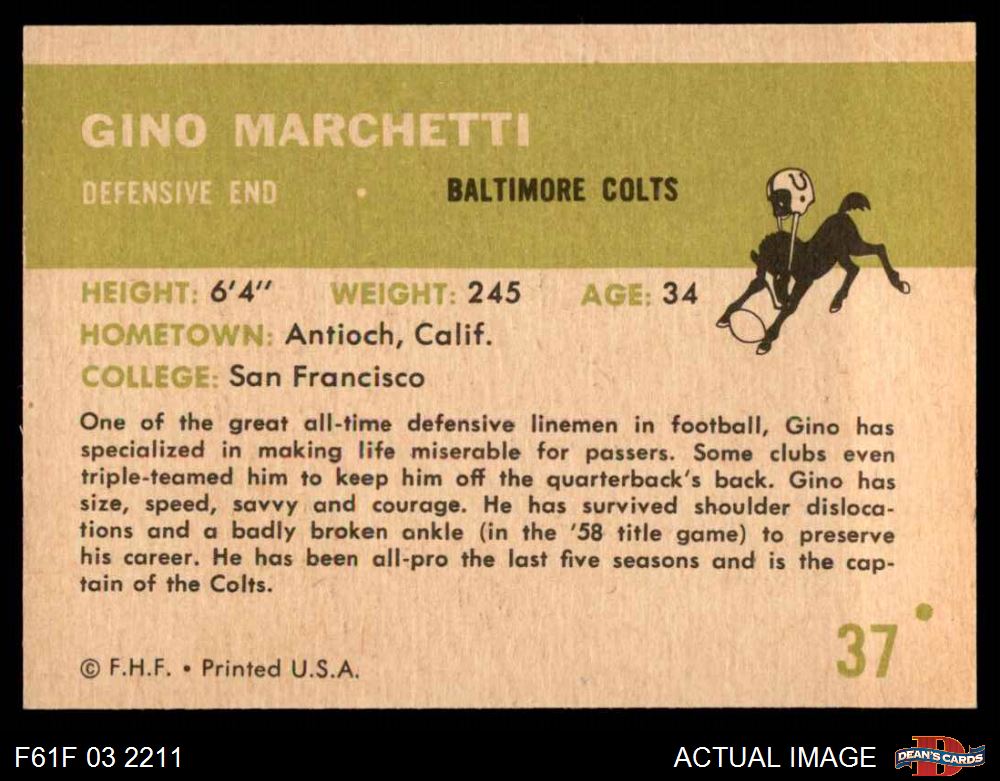 GINO MARCHETTI
DEFENSIVE END • BALTIMORE COLTS
HEIGHT: 6'4" WEIGHT: 245 AGE: 34
HOMETOWN: Antioch, Calif.
COLLEGE: San Francisco
One of the great all-time defensive linemen in football, Gino has
specialized in making life miserable for passers. Some clubs even
triple-teamed him to keep him off the quarterback's back. Gino has
size, speed, savvy and courage. He has survived shoulder disloca-
tions and a badly broken ankle (in the '58 title game) to preserve
his career. He has been all-pro the last five seasons and is the cap-
tain of the Colts.
37
© F.H.F. • Printed U.S.A.
F61F 03 2211 ACTUAL IMAGE D DEAN'S CARDS